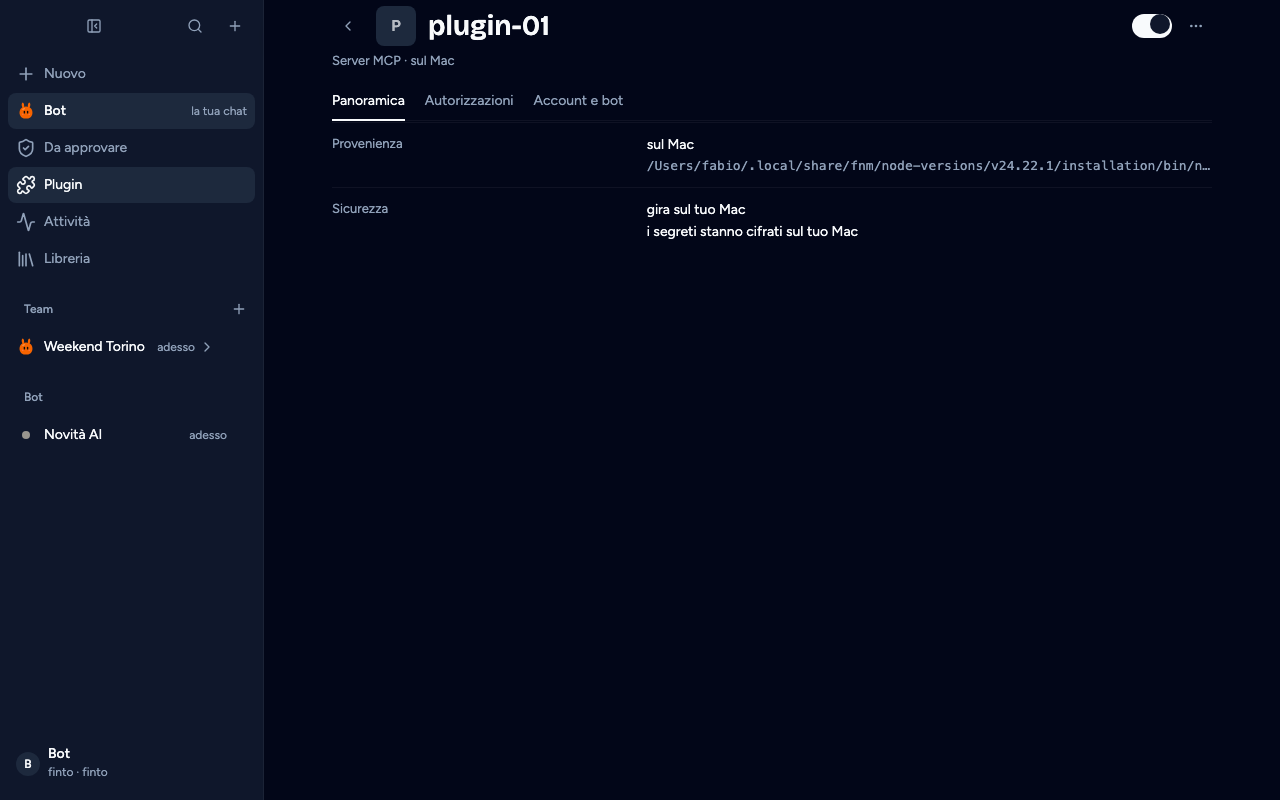 Nuovo
Bot
la tua chat
Da approvare
Plugin
Attività
Libreria
Team
Weekend Torino
adesso
Bot
Novità AI
adesso
B
Bot
finto · finto
P
plugin-01
Server MCP · sul Mac
Panoramica
Autorizzazioni
Account e bot
Provenienza
sul Mac
/Users/fabio/.local/share/fnm/node-versions/v24.22.1/installation/bin/n…
Sicurezza
gira sul tuo Mac
i segreti stanno cifrati sul tuo Mac